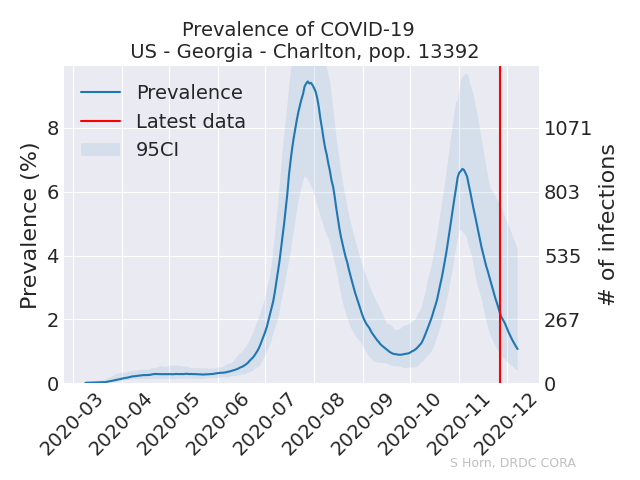 Prevalence of COVID-19
US - Georgia - Charlton, pop. 13392
Prevalence
Latest data
95CI
Prevalence (%)
8
6
4
2
0
1071
803
535
267
0
# of infections
2020-03
2020-04
2020-05
2020-06
2020-07
2020-08
2020-09
2020-10
2020-11
2020-12
S Horn, DRDC CORA